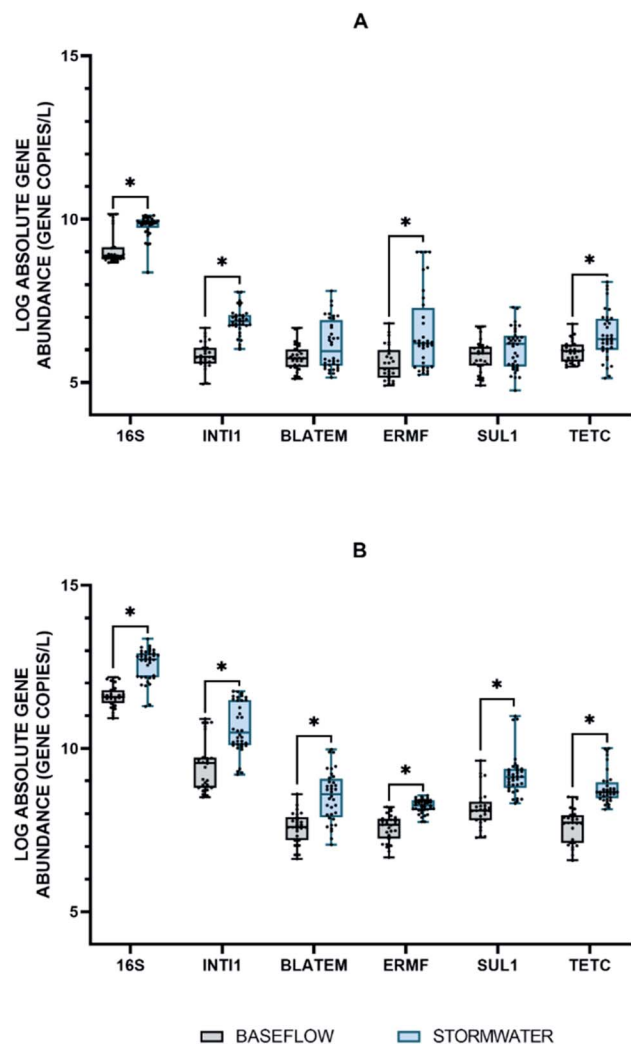 A
LOG ABSOLUTE GENE
ABUNDANCE (GENE COPIES/L)
15
10
5
*
*
*
*
16S INTI1 BLATEM ERMF SUL1 TETC
B
LOG ABSOLUTE GENE
ABUNDANCE (GENE COPIES/L)
15
10
5
*
*
*
*
*
*
16S INTI1 BLATEM ERMF SUL1 TETC
BASEFLOW STORMWATER